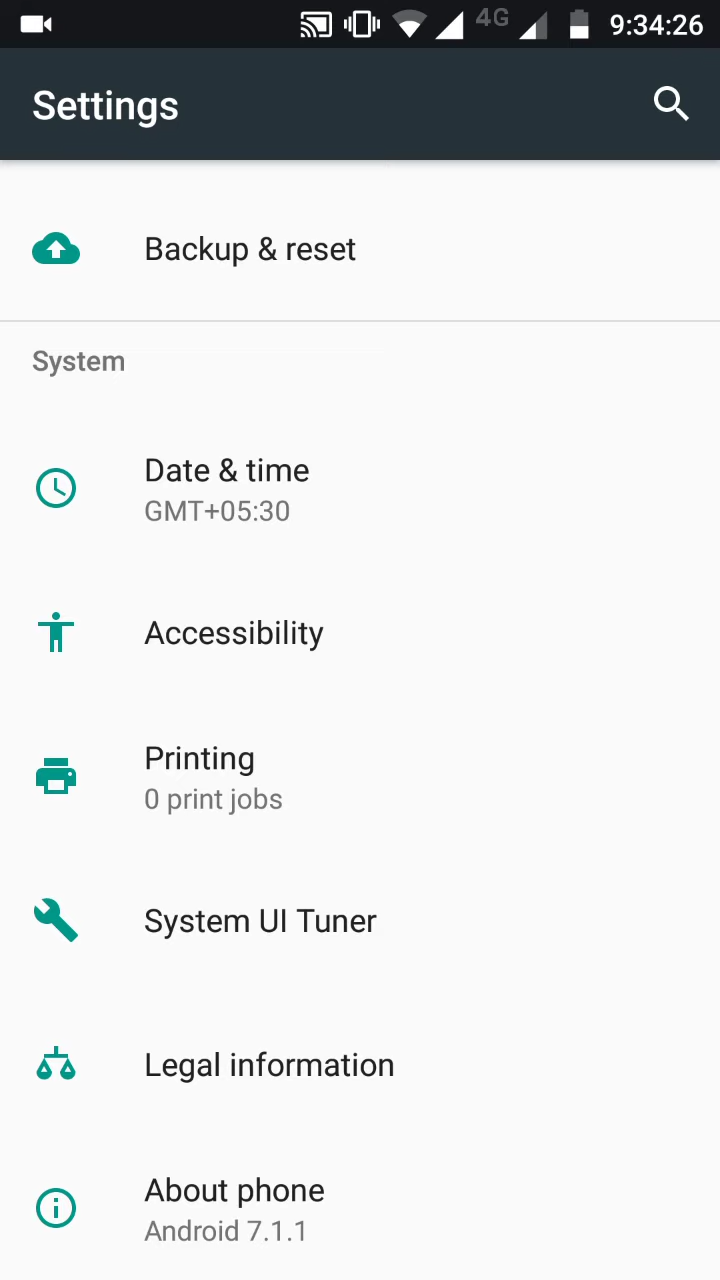 4G 9:34:26
Settings
Backup & reset
System
Date & time
GMT+05:30
Accessibility
Printing
0 print jobs
System UI Tuner
Legal information
About phone
Android 7.1.1